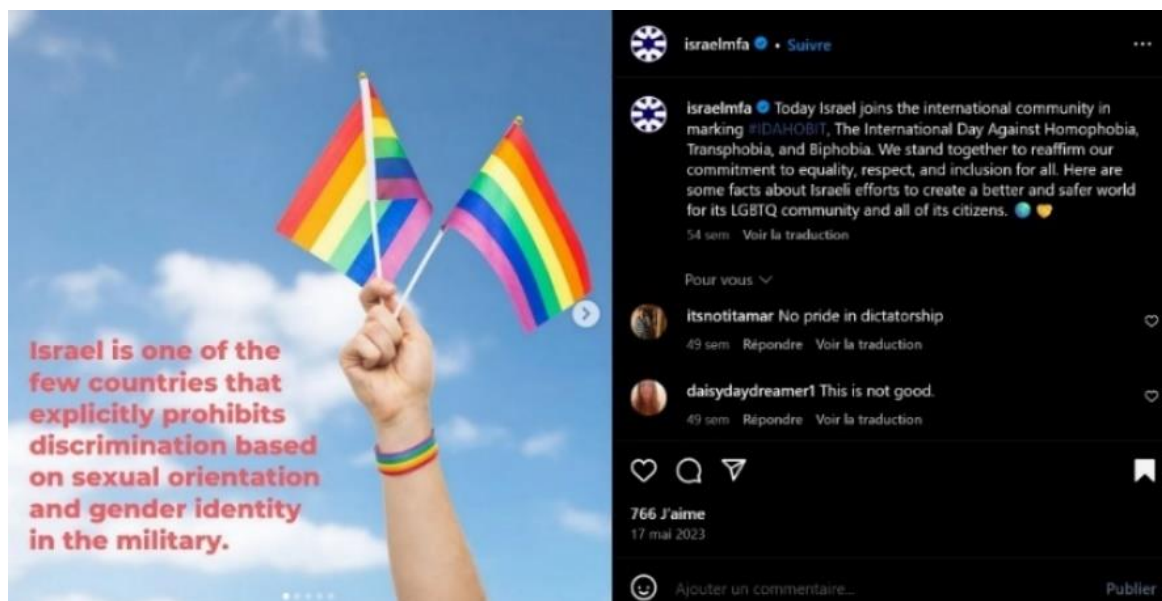 Israel is one of the
few countries that
explicitly prohibits
discrimination based
on sexual orientation
and gender identity
in the military.
israelmfa • Suivre
israelmfa Today Israel joins the international community in
marking #IDAHOBIT, The International Day Against Homophobia,
Transphobia, and Biphobia. We stand together to reaffirm our
commitment to equality, respect, and inclusion for all. Here are
some facts about Israeli efforts to create a better and safer world
for its LGBTQ community and all of its citizens. 🌍 💛
54 sem Voir la traduction
Pour vous
itsnotitamar No pride in dictatorship
49 sem Répondre Voir la traduction
daisydaydreamer1 This is not good.
49 sem Répondre Voir la traduction
766 J'aime
17 mai 2023
Ajouter un commentaire...
Publier